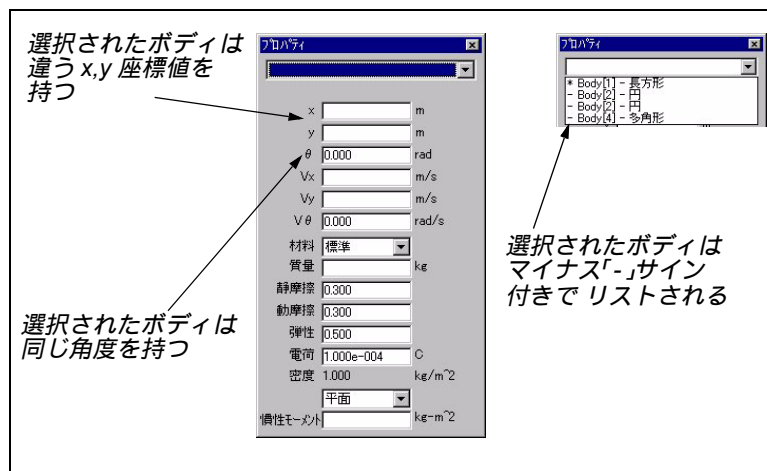 選択されたボディは
違う x,y 座標値を
持つ
選択されたボディは
同じ角度を持つ
プロパティ
x m
y m
θ 0.000 rad
Vx m/s
Vy m/s
Vθ 0.000 rad/s
材料 標準
質量 kg
静摩擦 0.300
動摩擦 0.300
弾性 0.500
電荷 1.000e-004 C
密度 1.000 kg/m^2
平面
慣性モーメント kg-m^2
プロパティ
* Body[1] - 長方形
- Body[2] - 円
- Body[2] - 円
- Body[4] - 多角形
選択されたボディは
マイナス「-」サイン
付きで リストされる